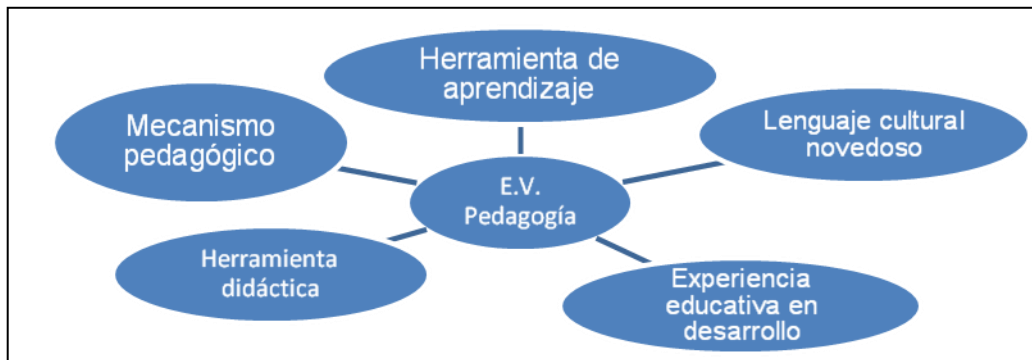 Herramienta de
aprendizaje
Mecanismo
pedagógico
Lenguaje cultural
novedoso
E.V.
Pedagogía
Herramienta
didáctica
Experiencia
educativa en
desarrollo